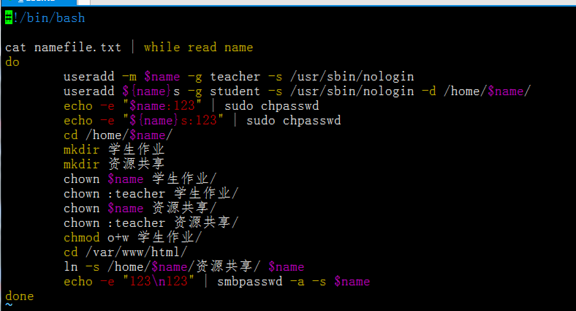 #!/bin/bash
cat namefile.txt | while read name
do
useradd -m $name -g teacher -s /usr/sbin/nologin
useradd ${name}s -g student -s /usr/sbin/nologin -d /home/$name/
echo -e "$name:123" | sudo chpasswd
echo -e "${name}s:123" | sudo chpasswd
cd /home/$name/
mkdir 学生作业
mkdir 资源共享
chown $name 学生作业/
chown :teacher 学生作业/
chown $name 资源共享/
chown :teacher 资源共享/
chmod o+w 学生作业/
cd /var/www/html/
ln -s /home/$name/资源共享/ $name
echo -e "123\n123" | smbpasswd -a -s $name
done
~